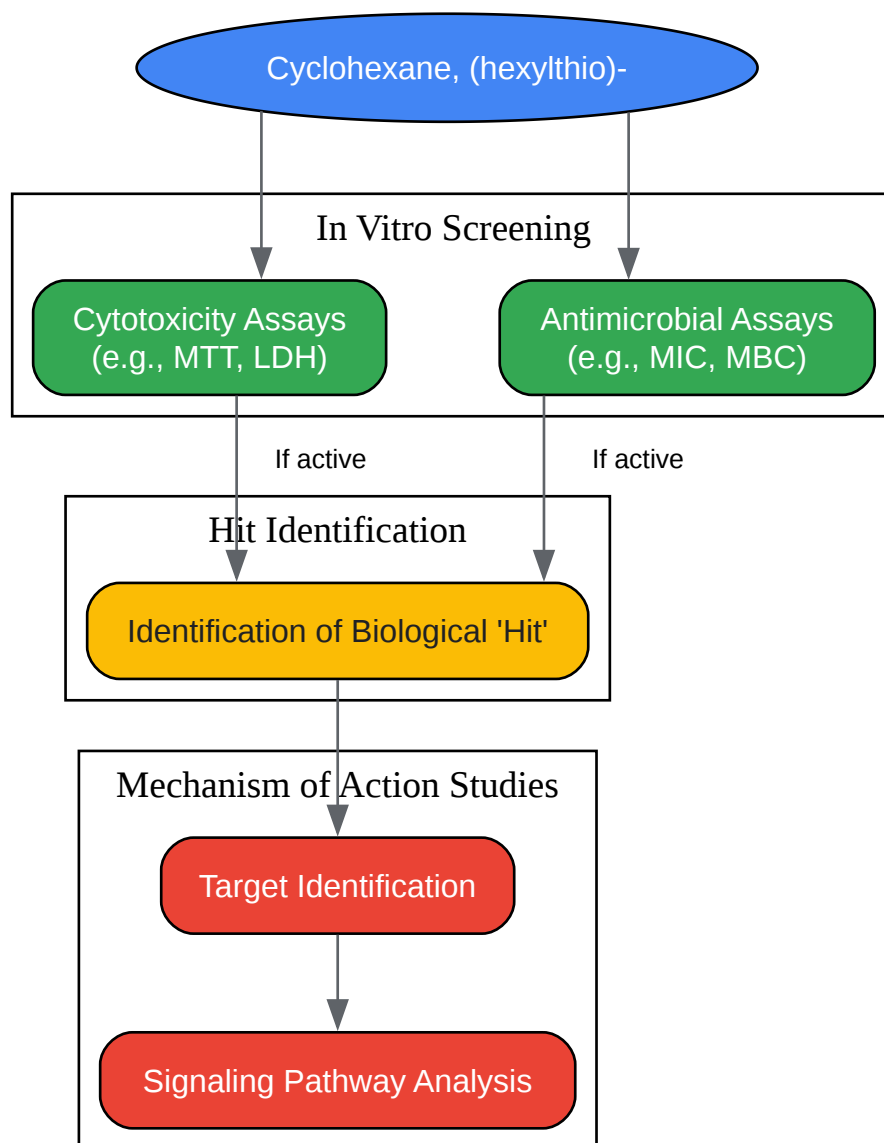 Cyclohexane, (hexylthio)-
In Vitro Screening
Cytotoxicity Assays
(e.g., MTT, LDH)
Antimicrobial Assays
(e.g., MIC, MBC)
If active
If active
Hit Identification
Identification of Biological 'Hit'
Mechanism of Action Studies
Target Identification
Signaling Pathway Analysis